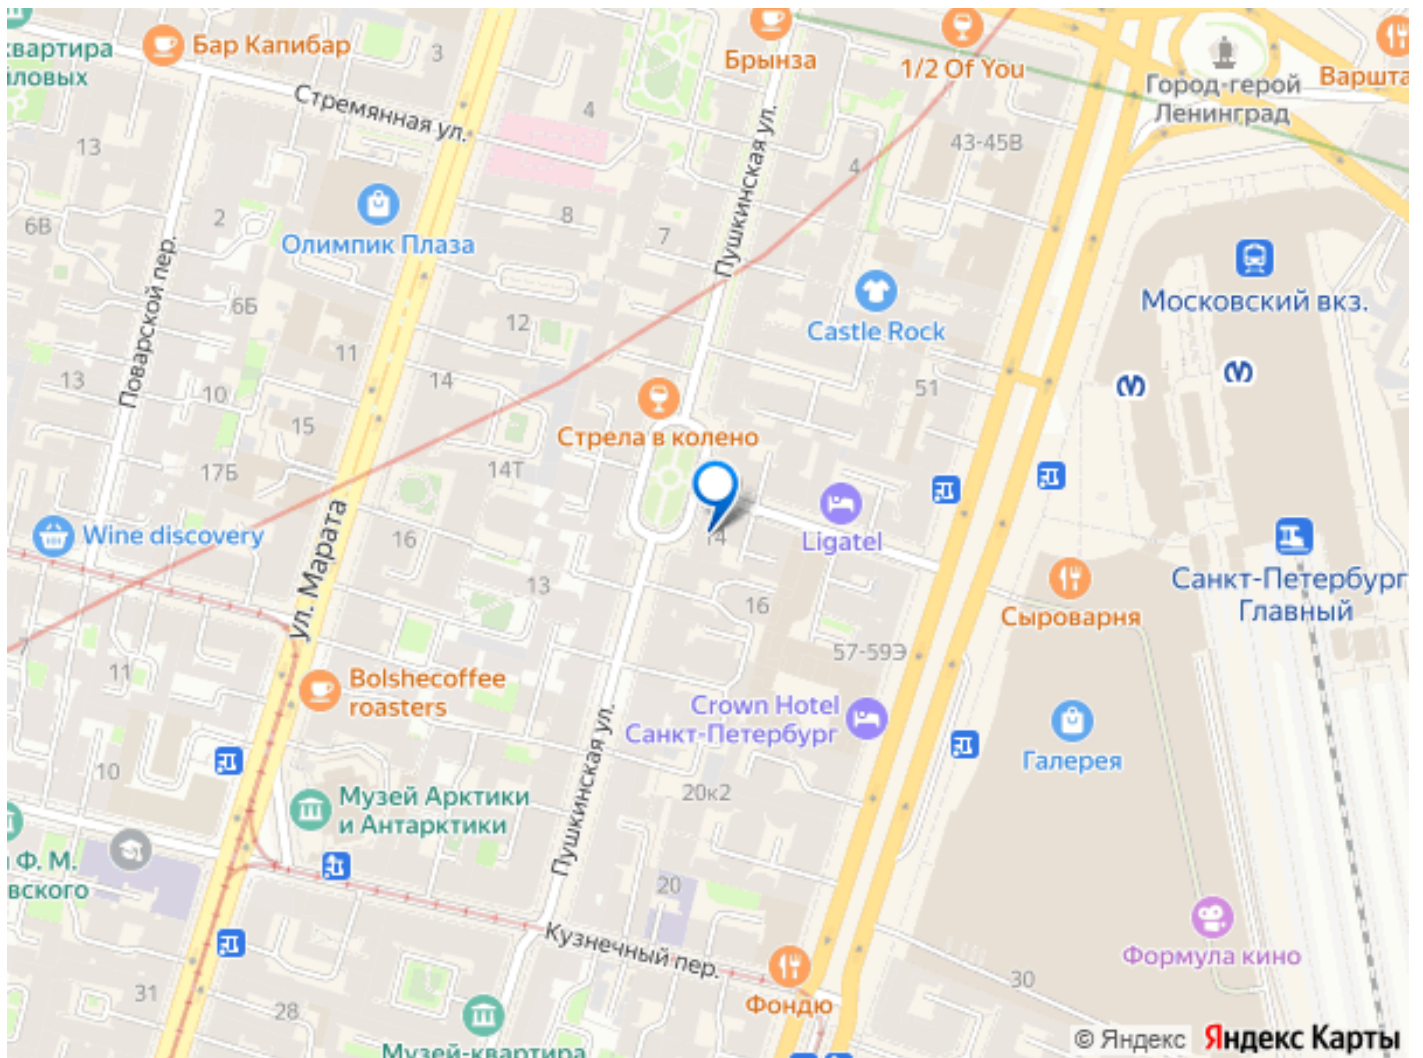 квартира
йловых
Бар Капибар
3
Брынза
1/2 Of You
Город-герой
Ленинград
Варшта
Стремянная ул.
4
13
43-45В
4
Пушкинская ул.
2
8
7
6В
Олимпик Плаза
Поварской пер.
6Б
12
11
Castle Rock
Московский вкз.
13
10
14
51
15
Стрела в колено
17Б
14Т
Wine discovery
16
14
Ligatel
ул. Марата
13
16
Санкт-Петербург
Главный
Сыроварня
7
11
57-59Э
Bolshecoffee
roasters
Crown Hotel
Санкт-Петербург
Пушкинская ул.
Галерея
10
20к2
Музей Арктики
и Антарктики
Ф. М.
вского
20
Кузнечный пер.
Формула кино
31
28
Фондю
30
Музей-квартира
© Яндекс Яндекс Карты